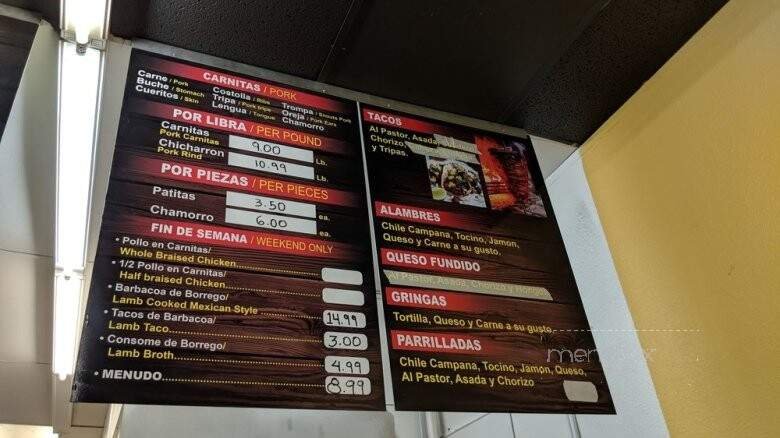 CARNITAS / PORK
Carne / Pork Costolla / Ribs Trompa / Snouts Pork
Buche / Stomach Tripa / Pork tripe Oreja / Pork Ears
Cueritos / Skin Lengua / Tongue Chamorro
POR LIBRA / PER POUND
Carnitas
Pork Carnitas 9.00 Lb.
Chicharron
Pork Rind 10.99 Lb.
POR PIEZAS / PER PIECES
Patitas 3.50 ea.
Chamorro 6.00 ea.
FIN DE SEMANA / WEEKEND ONLY
• Pollo en Carnitas/
Whole Braised Chicken
• 1/2 Pollo en Carnitas/
Half braised Chicken
• Barbacoa de Borrego/
Lamb Cooked Mexican Style 14.99
• Tacos de Barbacoa/
Lamb Taco 3.00
• Consome de Borrego/
Lamb Broth 4.99
• MENUDO 8.99
TACOS
Al Pastor, Asada,
Chorizo
y Tripas.
ALAMBRES
Chile Campana, Tocino, Jamon,
Queso y Carne a su gusto,
QUESO FUNDIDO
Al Pastor, Asada, Chorizo y Hongos
GRINGAS
Tortilla, Queso y Carne a su gusto
PARRILLADAS
Chile Campana, Tocino, Jamon, Queso,
Al Pastor, Asada y Chorizo